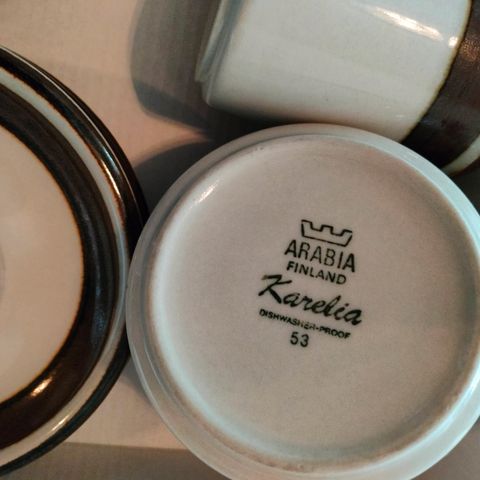 ARABIA
FINLAND
Karelia
DISHWASHER-PROOF
53